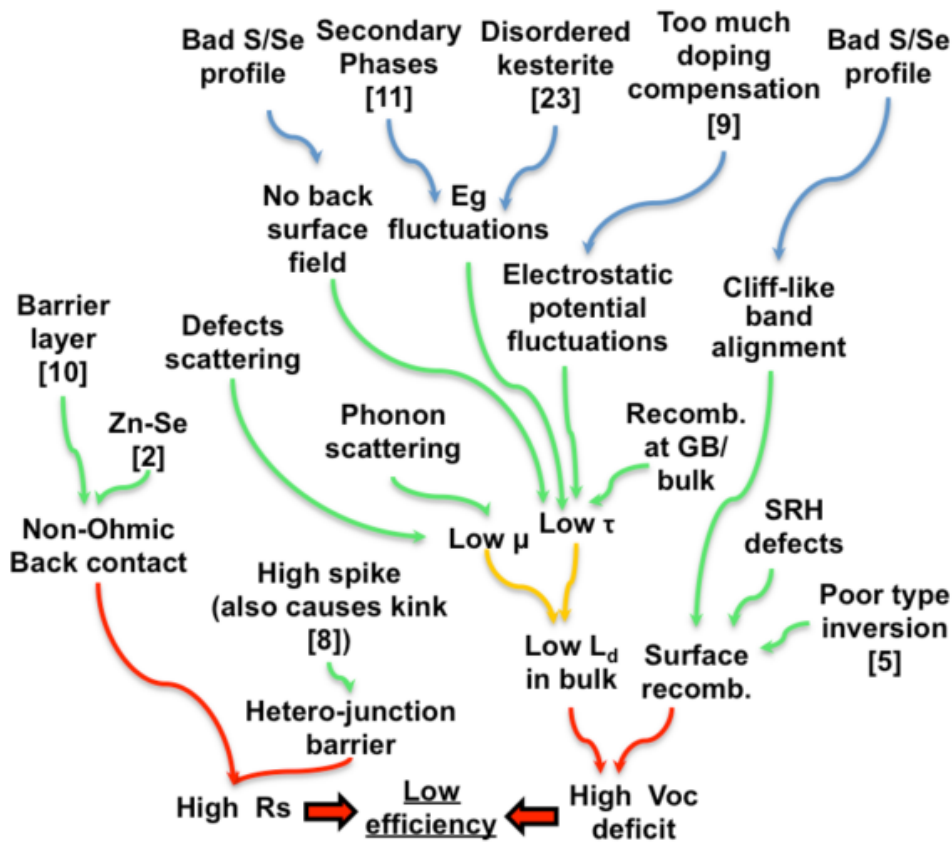 Bad S/Se
profile
Secondary
Phases
[11]
Disordered
kesterite
[23]
Too much
doping
compensation
[9]
Bad S/Se
profile
No back
surface
field
Eg
fluctuations
Electrostatic
potential
fluctuations
Cliff-like
band
alignment
Barrier
layer
[10]
Defects
scattering
Zn-Se
[2]
Phonon
scattering
Recomb.
at GB/
bulk
Non-Ohmic
Back contact
Low μ
Low τ
SRH
defects
High spike
(also causes kink
[8])
Poor type
inversion
[5]
Low Ld
in bulk
Surface
recomb.
Hetero-junction
barrier
High Rs
Low
efficiency
High Voc
deficit